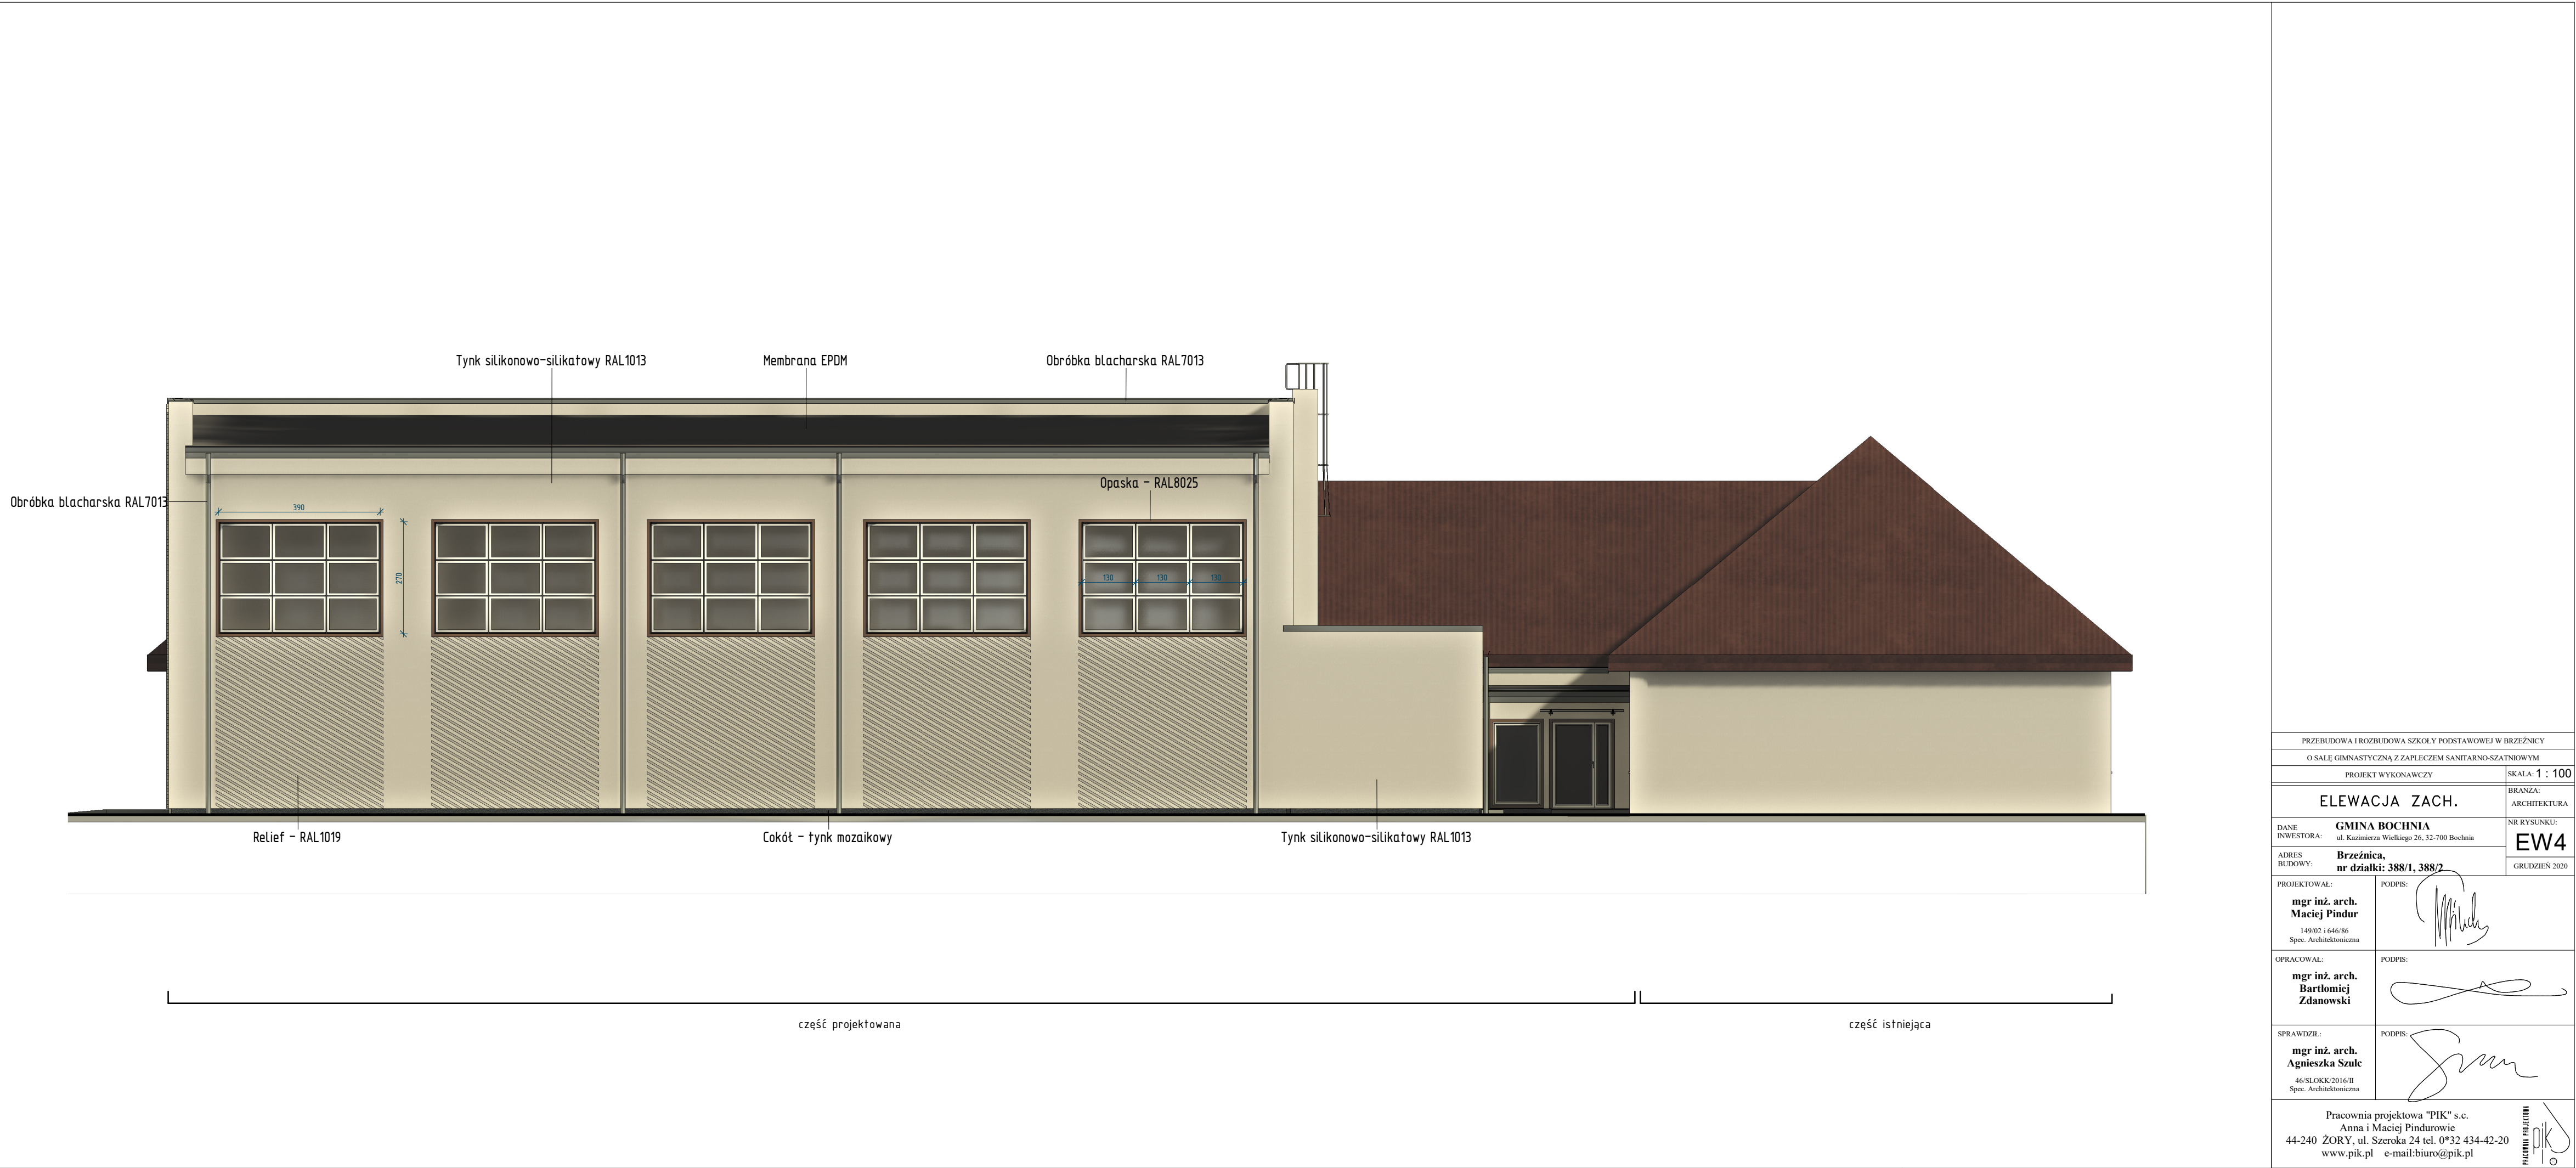 Tynk silikonowo-silikatowy RAL1013
Membrana EPDM
Obróbka blacharska RAL7013
Opaska - RAL8025
Obróbka blacharska RAL7013
390
270
130
130
130
Relief - RAL1019
Cokół - tynk mozaikowy
Tynk silikonowo-silikatowy RAL1013
część projektowana
część istniejąca
PRZEBUDOWA I ROZBUDOWA SZKOŁY PODSTAWOWEJ W BRZEŹNICY
O SALĘ GIMNASTYCZNĄ Z ZAPLECZEM SANITARNO-SZATNIOWYM
PROJEKT WYKONAWCZY
SKALA: 1 : 100
ELEWACJA ZACH.
BRANŻA:
ARCHITEKTURA
DANE
INWESTORA:
GMINA BOCHNIA
ul. Kazimierza Wielkiego 26, 32-700 Bochnia
NR RYSUNKU:
EW4
ADRES
BUDOWY:
Brzeźnica,
nr działki: 388/1, 388/2
GRUDZIEŃ 2020
PROJEKTOWAŁ:
PODPIS:
mgr inż. arch.
Maciej Pindur
149/02 i 646/86
Spec. Architektoniczna
OPRACOWAŁ:
PODPIS:
mgr inż. arch.
Bartłomiej
Zdanowski
SPRAWDZIŁ:
PODPIS:
mgr inż. arch.
Agnieszka Szulc
46/SLOKK/2016/II
Spec. Architektoniczna
Pracownia projektowa "PIK" s.c.
Anna i Maciej Pindurowie
44-240 ŻORY, ul. Szeroka 24 tel. 0*32 434-42-20
www.pik.pl e-mail:biuro@pik.pl
PRACOWNIA PROJEKTOWA
pik